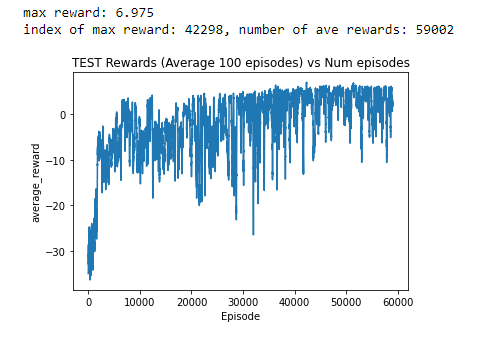 max reward: 6.975
index of max reward: 42298, number of ave rewards: 59002
TEST Rewards (Average 100 episodes) vs Num episodes
average_reward
0
−10
−20
−30
0
10000
20000
30000
40000
50000
60000
Episode